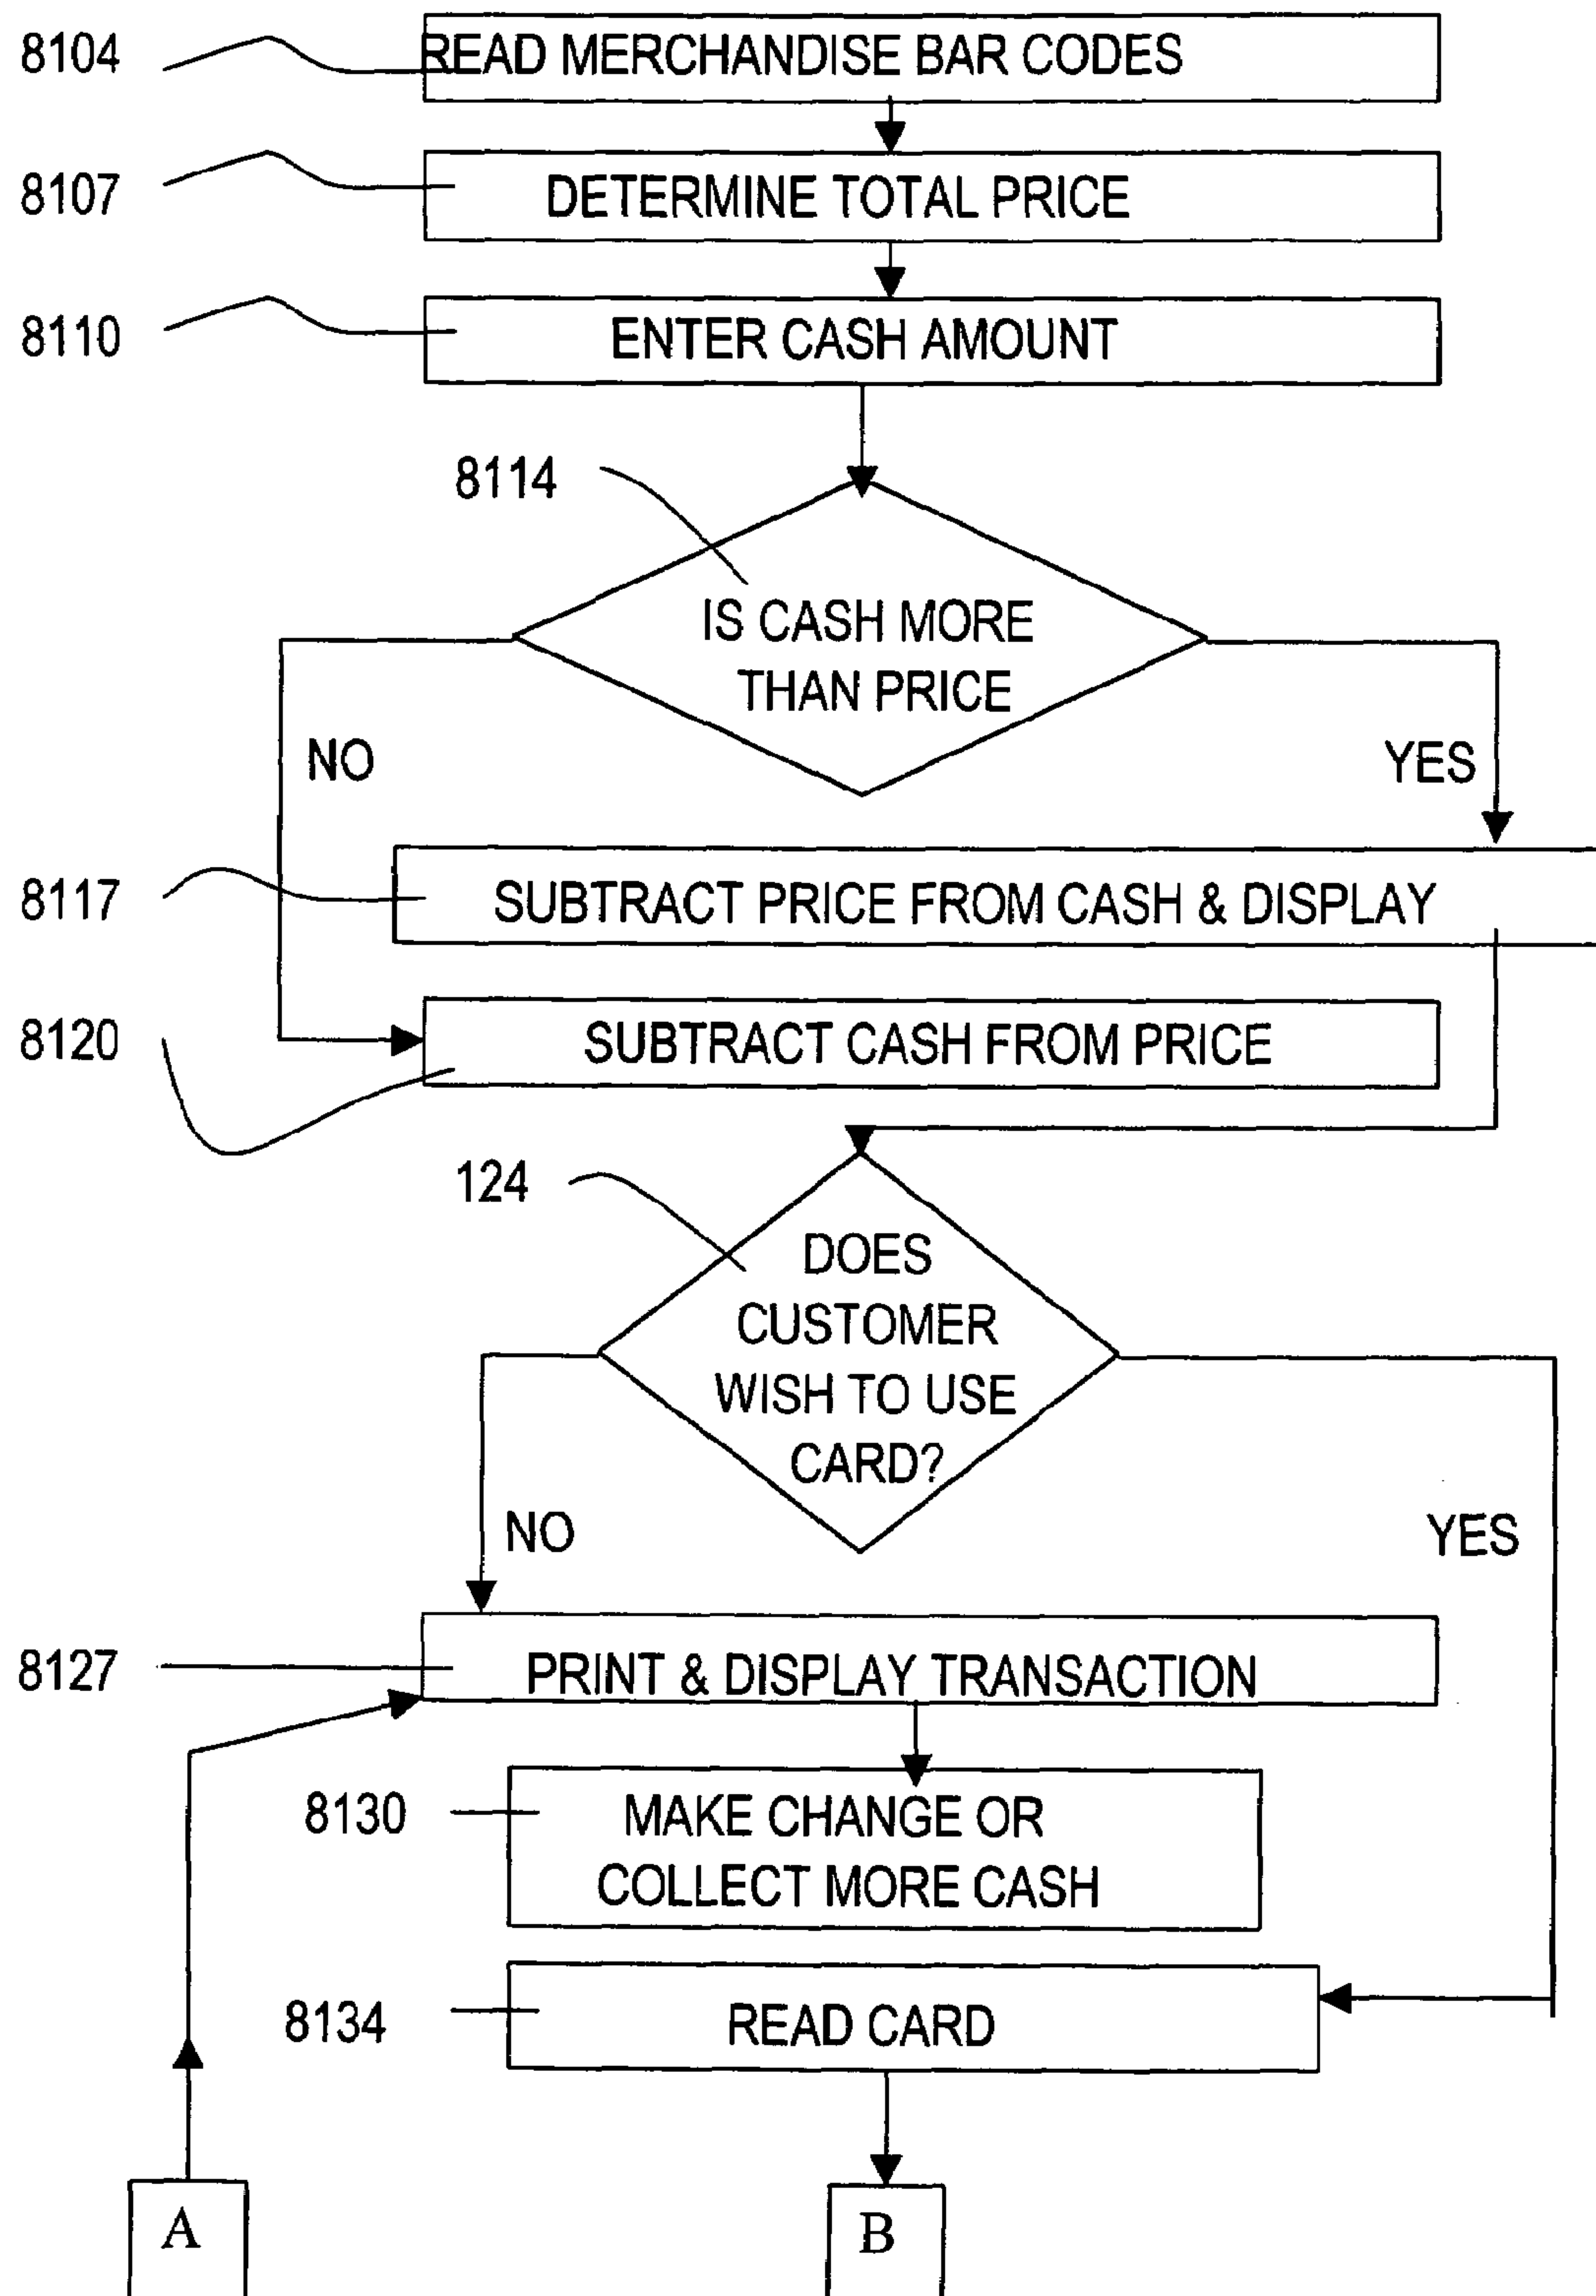 8104
READ MERCHANDISE BAR CODES
8107
DETERMINE TOTAL PRICE
8110
ENTER CASH AMOUNT
8114
IS CASH MORE
THAN PRICE
NO
YES
8117
SUBTRACT PRICE FROM CASH & DISPLAY
8120
SUBTRACT CASH FROM PRICE
124
DOES
CUSTOMER
WISH TO USE
CARD?
NO
YES
8127
PRINT & DISPLAY TRANSACTION
8130
MAKE CHANGE OR
COLLECT MORE CASH
8134
READ CARD
A
B